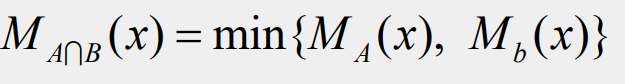 M_{A∩B}(x) = min{M_A(x), M_b(x)}